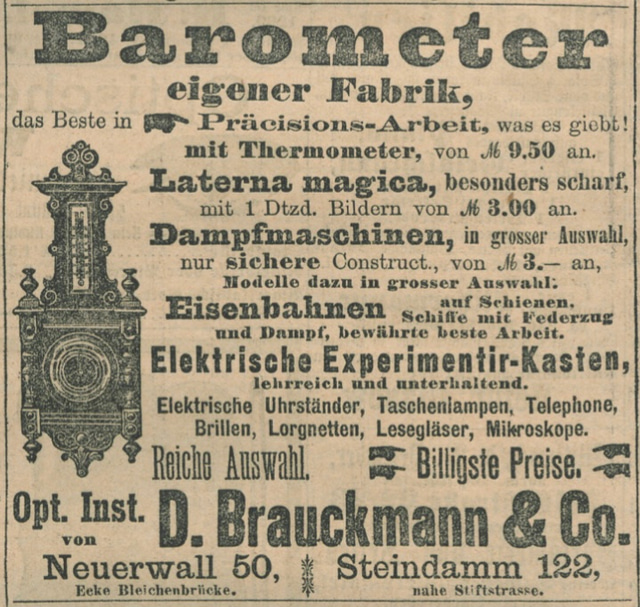 Barometer
eigener Fabrik,
das Beste in Präcisions-Arbeit, was es giebt!
mit Thermometer, von ℳ 9.50 an.
Laterna magica, besonders scharf,
mit 1 Dtzd. Bildern von ℳ 3.00 an.
Dampfmaschinen, in grosser Auswahl,
nur sichere Construct., von ℳ 3.— an,
Modelle dazu in grosser Auswahl.
Eisenbahnen auf Schienen.
Schiffe mit Federzug
und Dampf, bewährte beste Arbeit.
Elektrische Experimentir-Kasten,
lehrreich und unterhaltend.
Elektrische Uhrständer, Taschenlampen, Telephone,
Brillen, Lorgnetten, Lesegläser, Mikroskope.
Reiche Auswahl. Billigste Preise.
Opt. Inst. von D. Brauckmann & Co.
Neuerwall 50, Steindamm 122,
Ecke Bleichenbrücke. nahe Stiftstrasse.